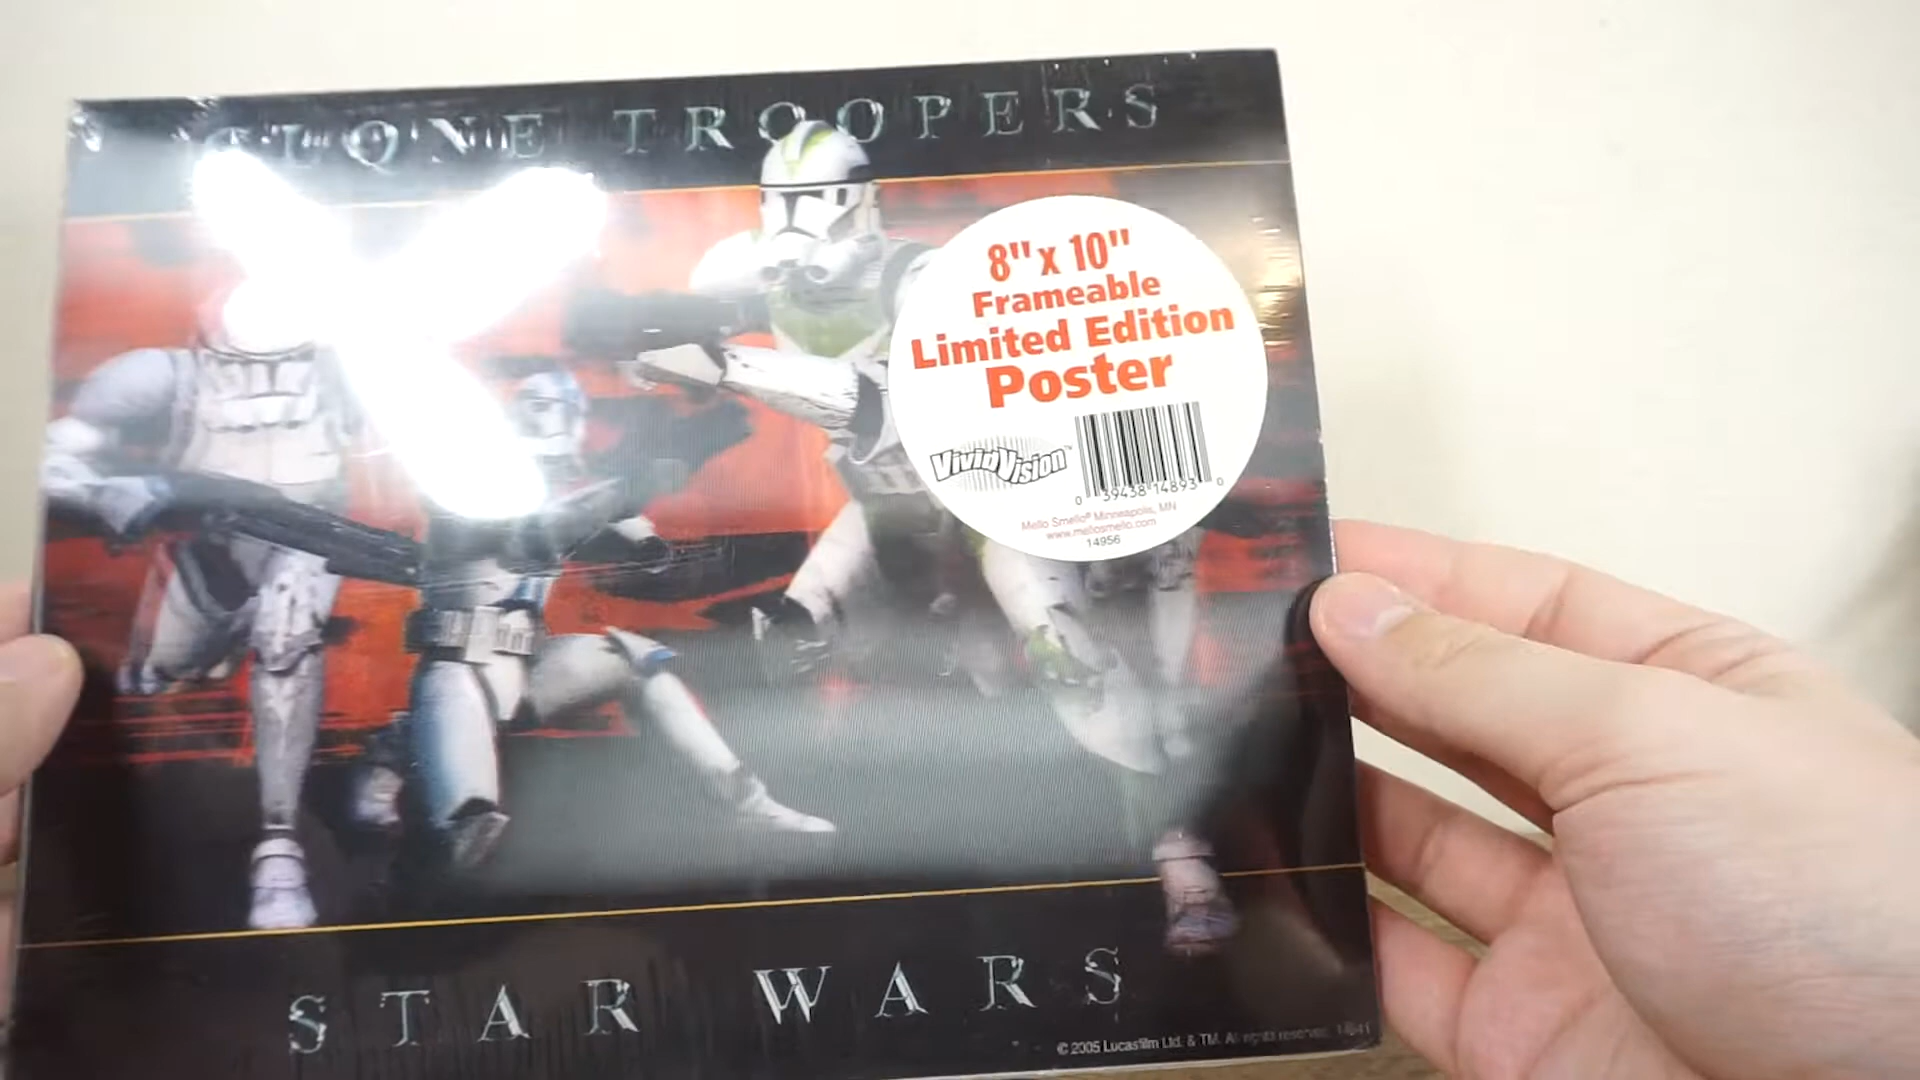 CLONE TROOPERS
8" x 10"
Frameable
Limited Edition
Poster
VividVision™
0 39438 14893 0
Mello Smello® Minneapolis, MN
www.mellosmello.com
14956
STAR WARS
© 2005 Lucasfilm Ltd. & TM. All rights reserved.